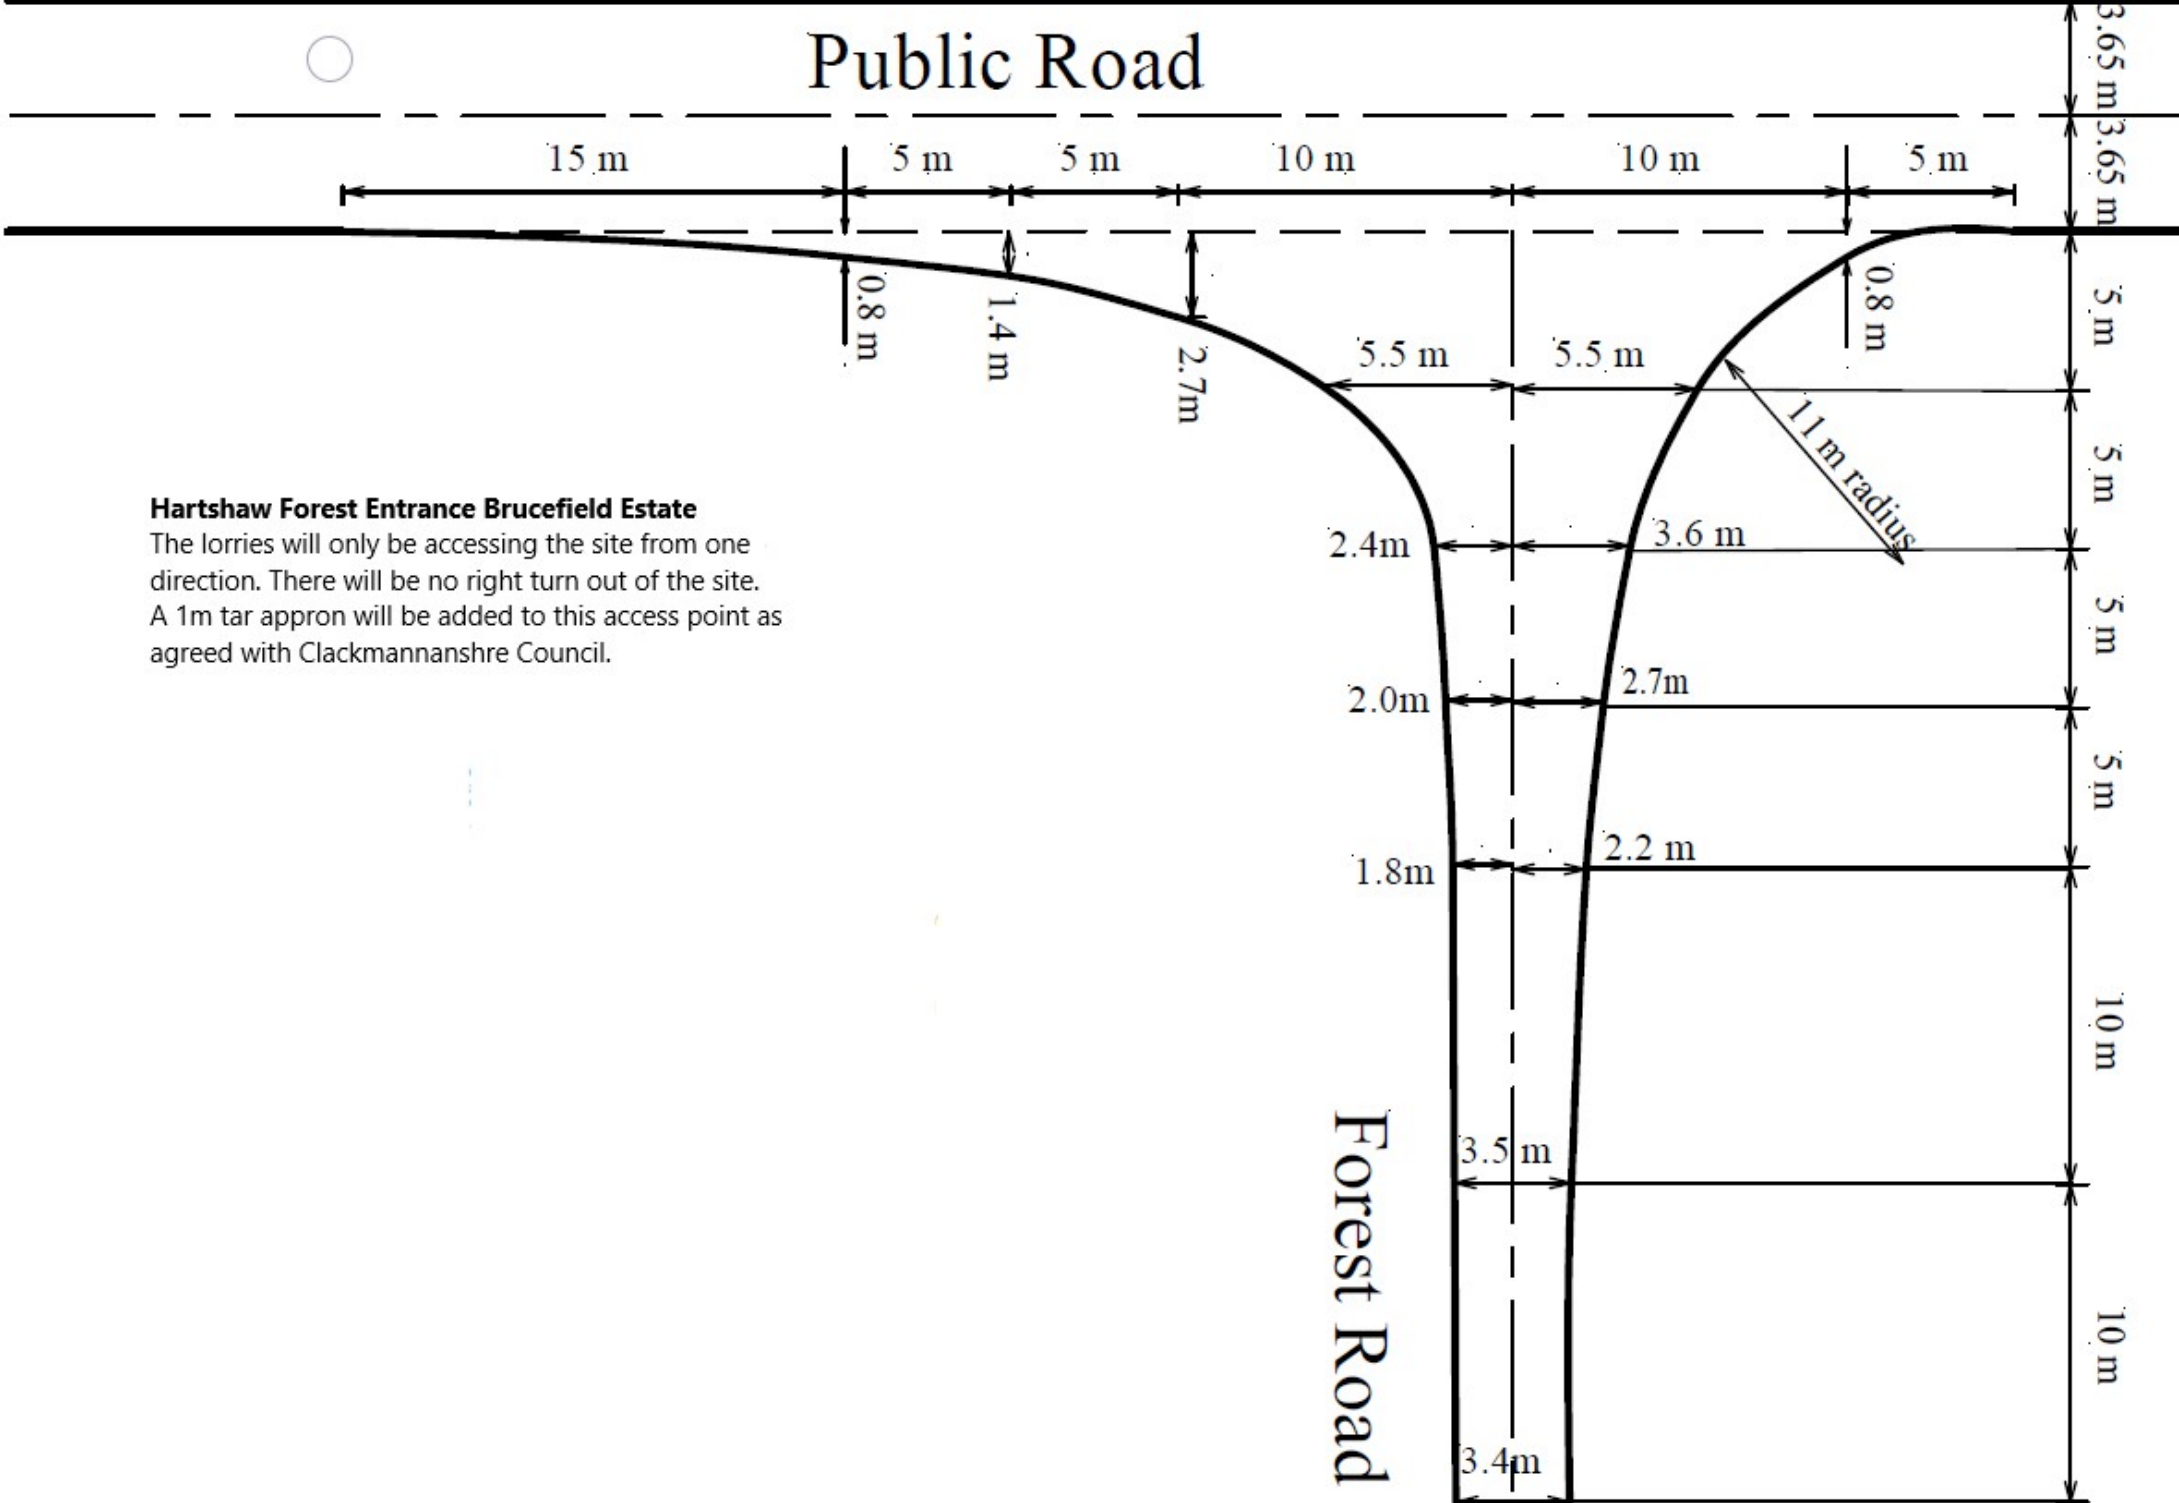 Public Road
3.65 m
3.65 m
15 m
5 m
5 m
10 m
10 m
5 m
0.8 m
1.4 m
2.7m
0.8 m
5 m
5.5 m
5.5 m
11 m radius
5 m
Hartshaw Forest Entrance Brucefield Estate
The lorries will only be accessing the site from one
direction. There will be no right turn out of the site.
A 1m tar appron will be added to this access point as
agreed with Clackmannanshre Council.
2.4m
3.6 m
5 m
2.0m
2.7m
5 m
1.8m
2.2 m
10 m
Forest Road
3.5 m
10 m
3.4m